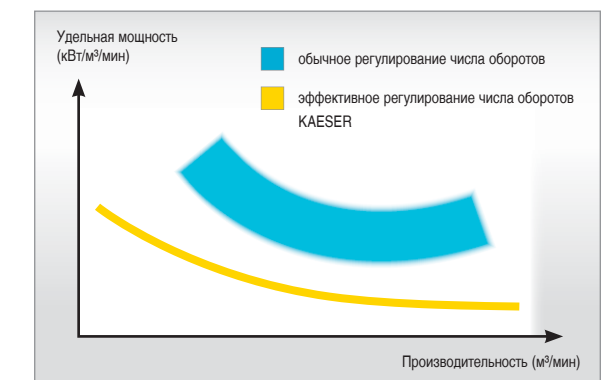 Удельная мощность
(кВт/м³/мин)
обычное регулирование числа оборотов
эффективное регулирование числа оборотов
KAESER
Производительность (м³/мин)